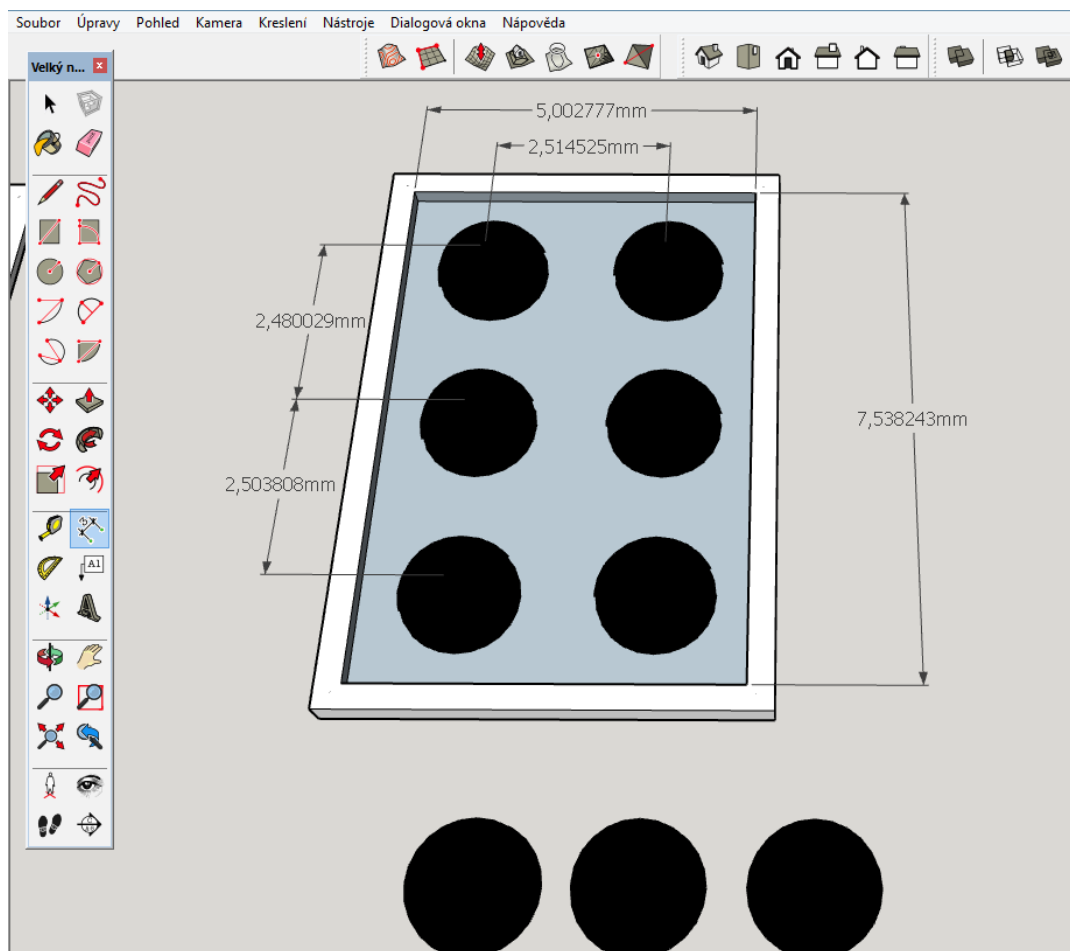 Soubor Úpravy Pohled Kamera Kreslení Nástroje Dialogová okna Nápověda
Velký n...
5,002777mm
2,514525mm
2,480029mm
7,538243mm
2,503808mm
A1